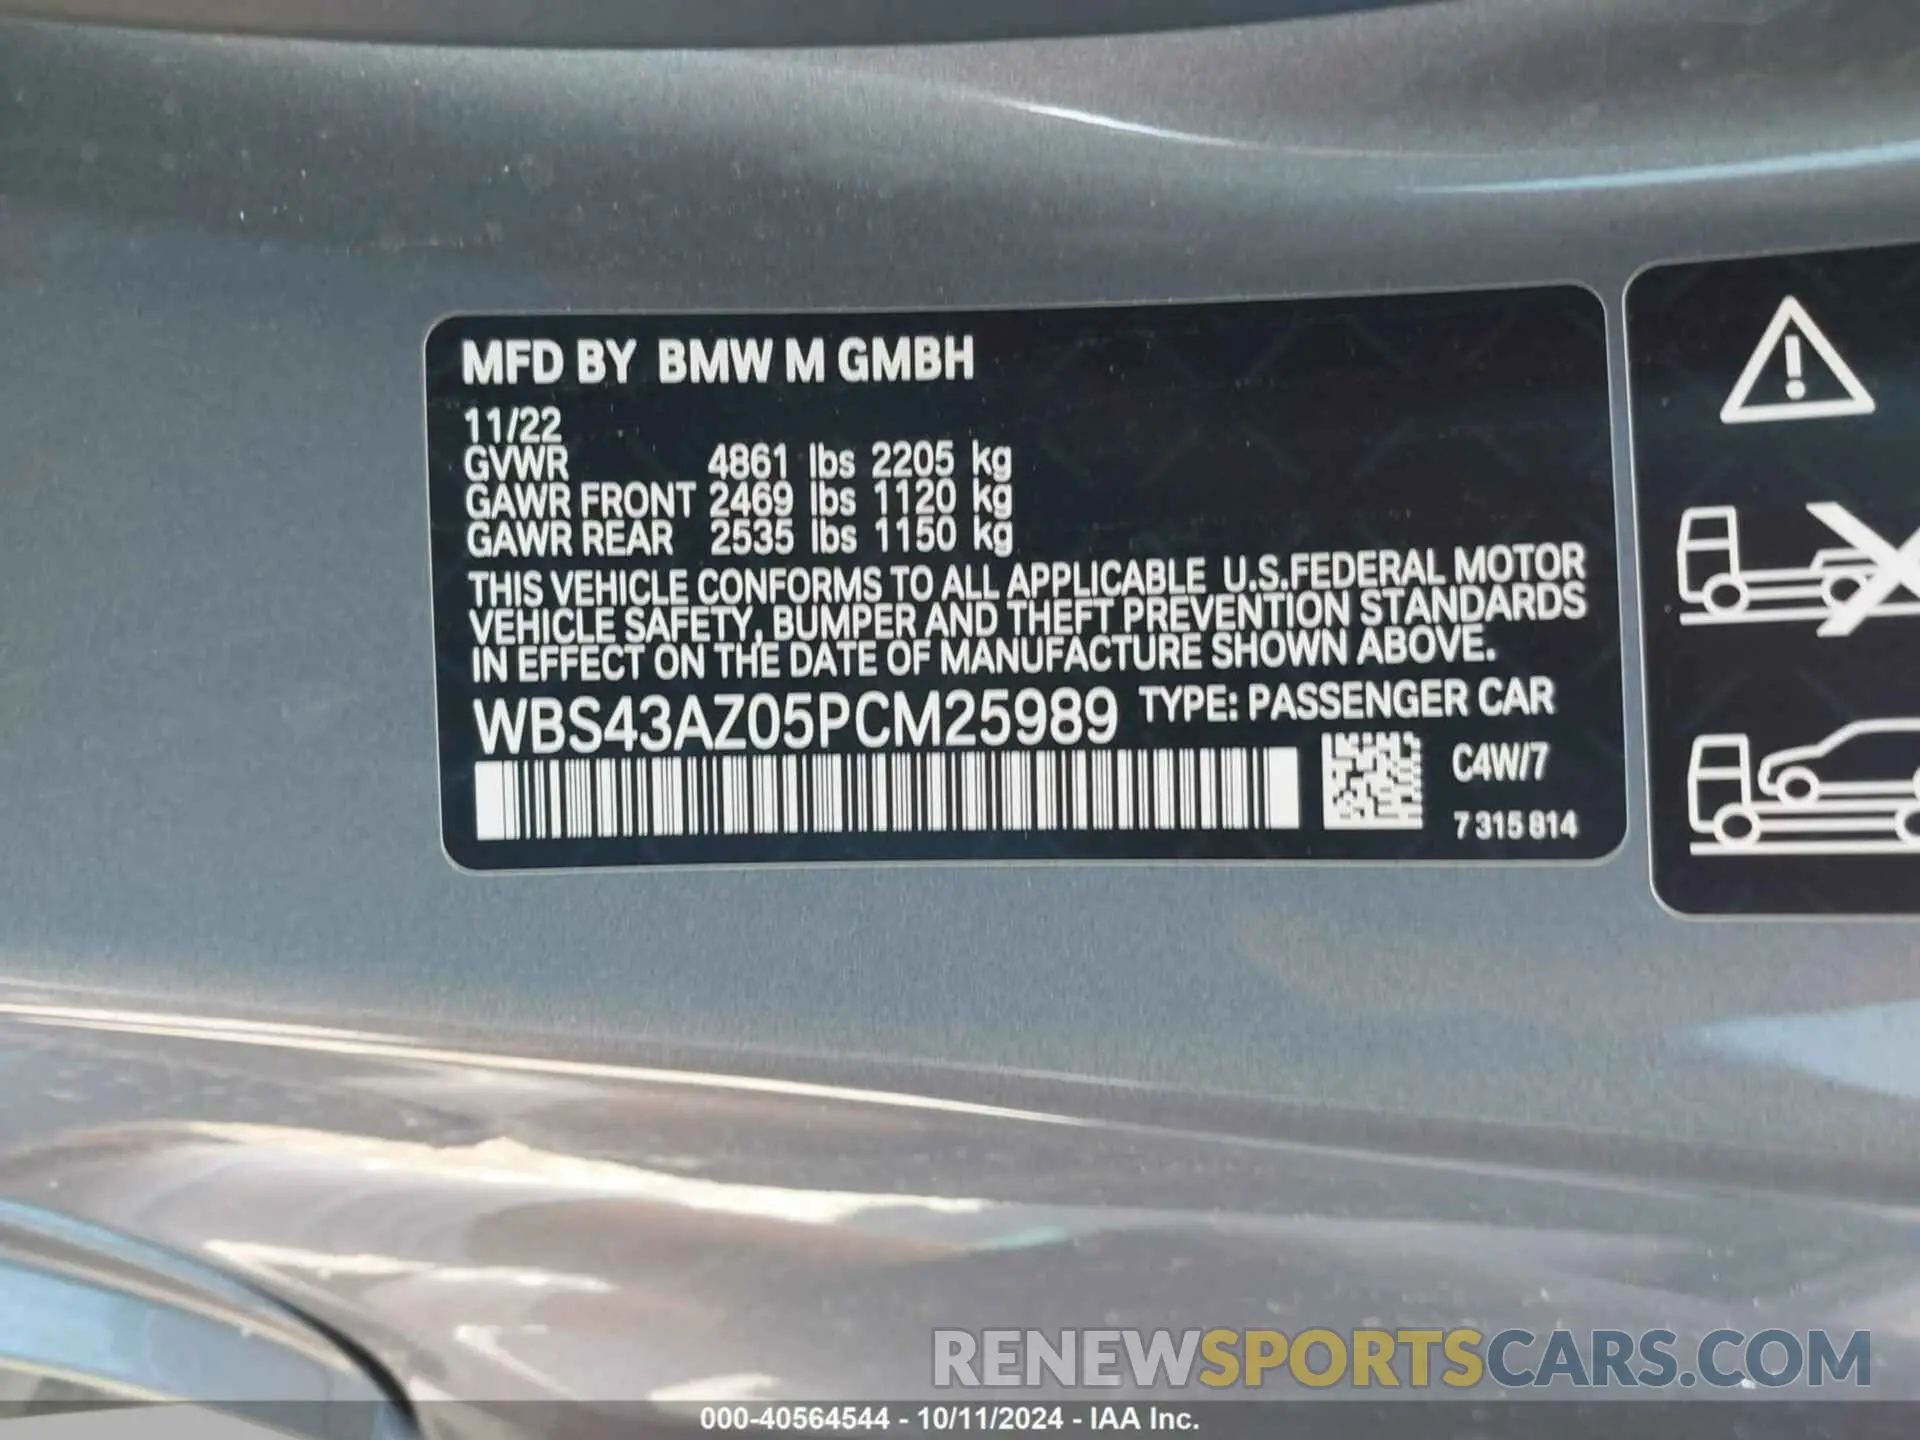 MFD BY BMW M GMBH
11/22
GVWR 4861 lbs 2205 kg
GAWR FRONT 2469 lbs 1120 kg
GAWR REAR 2535 lbs 1150 kg
THIS VEHICLE CONFORMS TO ALL APPLICABLE U.S.FEDERAL MOTOR
VEHICLE SAFETY, BUMPER AND THEFT PREVENTION STANDARDS
IN EFFECT ON THE DATE OF MANUFACTURE SHOWN ABOVE.
WBS43AZ05PCM25989 TYPE: PASSENGER CAR
C4W/7
7 315 814
RENEWSPORTSCARS.COM
000-40564544 - 10/11/2024 - IAA Inc.